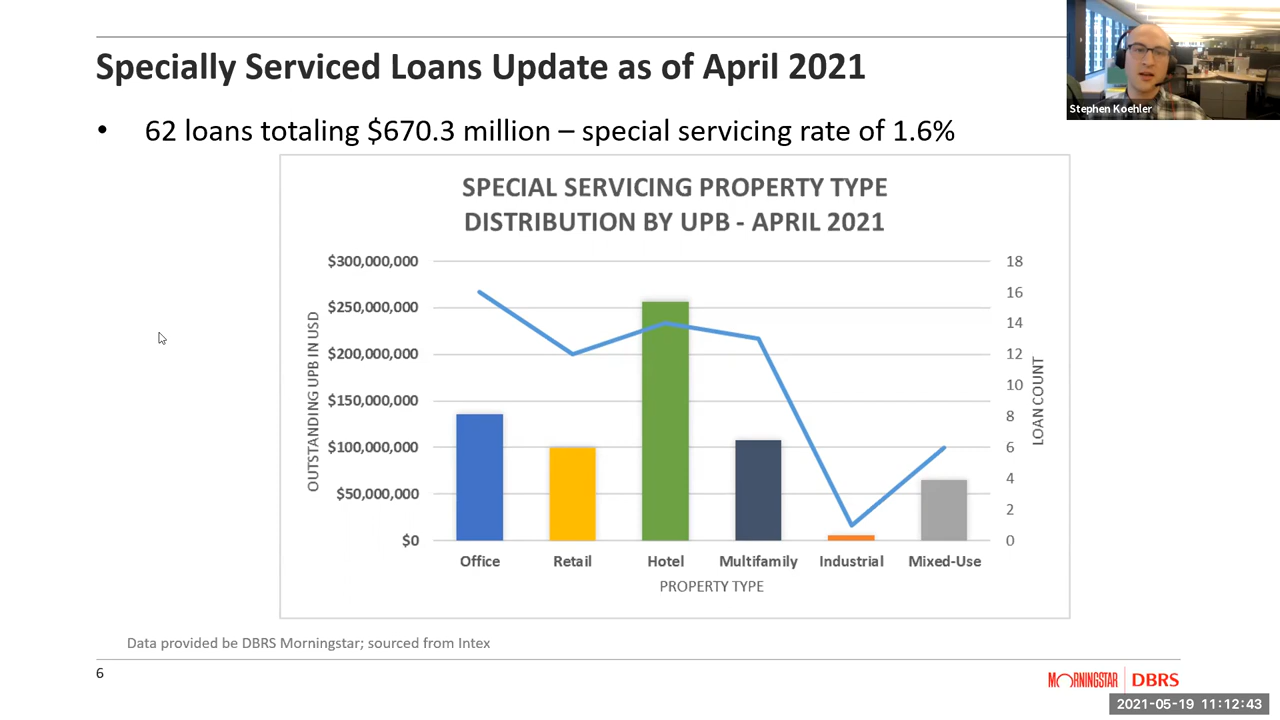 Specially Serviced Loans Update as of April 2021
Stephen Koehler
• 62 loans totaling $670.3 million – special servicing rate of 1.6%
SPECIAL SERVICING PROPERTY TYPE
DISTRIBUTION BY UPB - APRIL 2021
OUTSTANDING UPB IN USD
$300,000,000
$250,000,000
$200,000,000
$150,000,000
$100,000,000
$50,000,000
$0
18
16
14
12
10
8
6
4
2
0
LOAN COUNT
Office Retail Hotel Multifamily Industrial Mixed-Use
PROPERTY TYPE
Data provided be DBRS Morningstar; sourced from Intex
6
MORNINGSTAR DBRS
2021-05-19 11:12:43